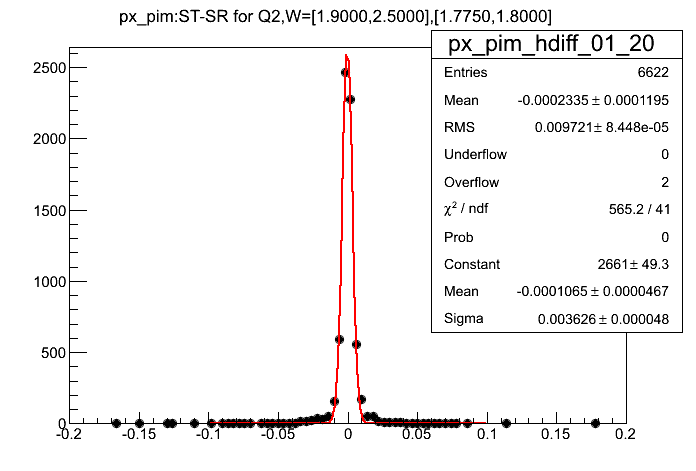 px_pim:ST-SR for Q2,W=[1.9000,2.5000],[1.7750,1.8000]
px_pim_hdiff_01_20
Entries 6622
Mean -0.0002335 ± 0.0001195
RMS 0.009721 ± 8.448e-05
Underflow 0
Overflow 2
χ² / ndf 565.2 / 41
Prob 0
Constant 2661 ± 49.3
Mean -0.0001065 ± 0.0000467
Sigma 0.003626 ± 0.000048
2500
2000
1500
1000
500
0
-0.2 -0.15 -0.1 -0.05 0 0.05 0.1 0.15 0.2